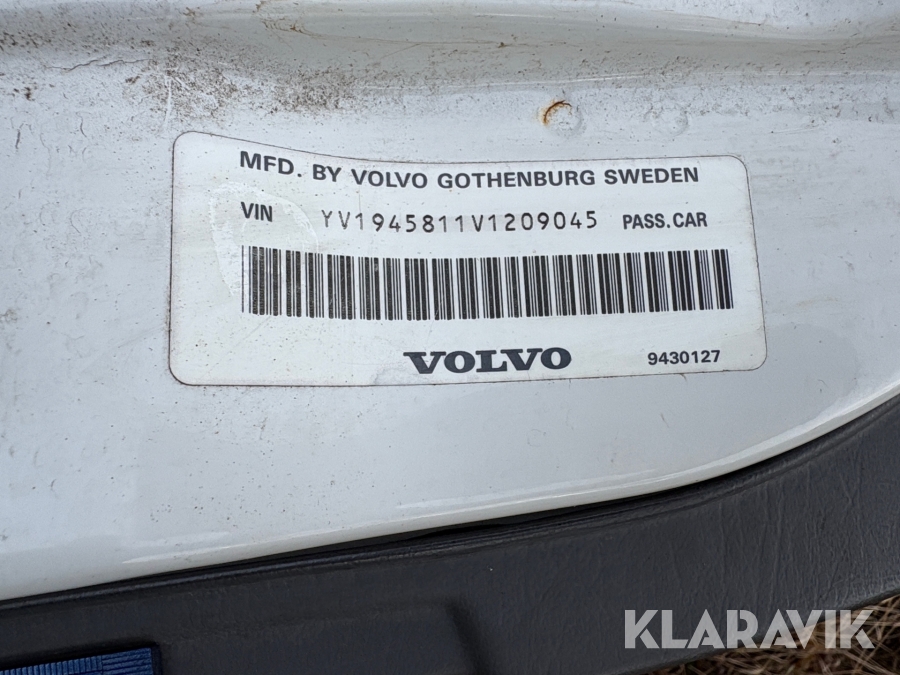 MFD. BY VOLVO GOTHENBURG SWEDEN
VIN YV1945811V1209045 PASS.CAR
VOLVO 9430127
KLARAVIK